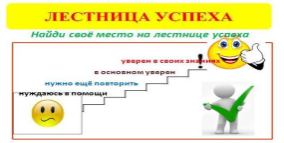 ЛЕСТНИЦА УСПЕХА
Найди своё место на лестнице успеха
уверен в своих знаниях
в основном уверен
нужно ещё повторить
нуждаюсь в помощи